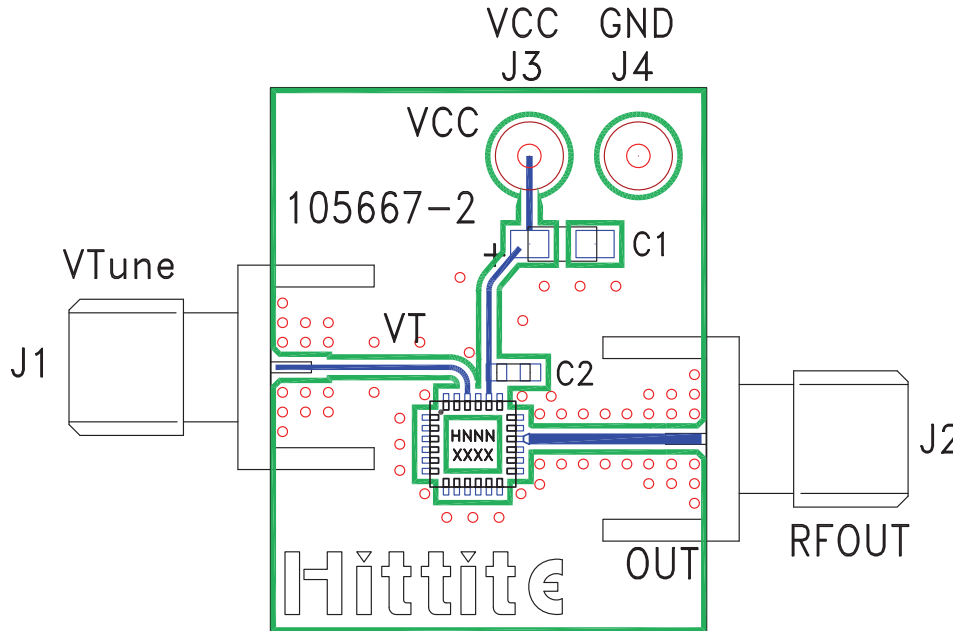 VCC GND
J3 J4
VCC
105667-2
C1
VTune
VT
J1
C2
HNNN
XXXX
J2
OUT
RFOUT
Hittite